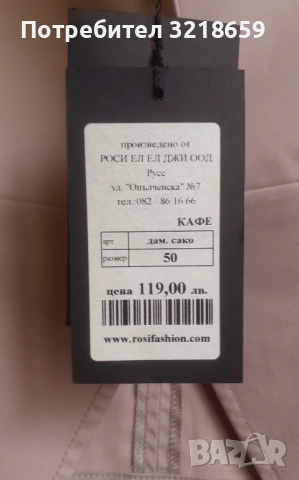 Потребител 3218659
произведено от
РОСИ ЕЛ ЕЛ ДЖИ ООД
Русе
ул. "Опълченска" №7
тел.:082 86 16 66
КАФЕ
арт. дам. сако
размер 50
цена 119,00 лв.
www.rosifashion.com
BAZAR